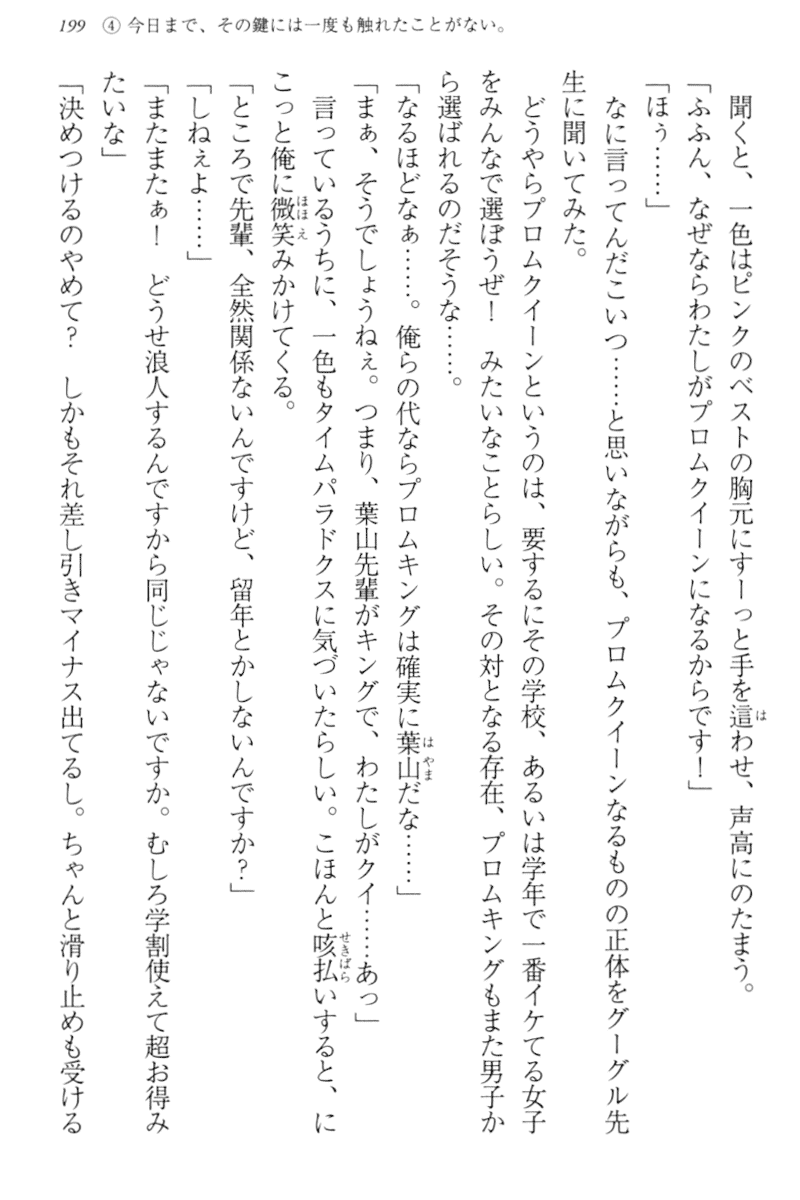 199 ④ 今日まで、その鍵には一度も触れたことがない。
聞くと、一色はピンクのベストの胸元にすーっと手を這わせ、声高にのたまう。
「ふふん、なぜならわたしがプロムクイーンになるからです！」
「ほぅ……」
なに言ってんだこいつ……と思いながらも、プロムクイーンなるものの正体をグーグル先
生に聞いてみた。
どうやらプロムクイーンというのは、要するにその学校、あるいは学年で一番イケてる女子
をみんなで選ぼうぜ！　みたいなことらしい。その対となる存在、プロムキングもまた男子か
ら選ばれるのだそうな……。
「なるほどなぁ……。俺らの代ならプロムキングは確実に葉山だな……」
「まぁ、そうでしょうねぇ。つまり、葉山先輩がキングで、わたしがクイ……あっ」
言っているうちに、一色もタイムパラドクスに気づいたらしい。こほんと咳払いすると、に
こっと俺に微笑みかけてくる。
「ところで先輩、全然関係ないんですけど、留年とかしないんですか？」
「しねぇよ……」
「またまたぁ！　どうせ浪人するんですから同じじゃないですか。むしろ学割使えて超お得み
たいな」
「決めつけるのやめて？　しかもそれ差し引きマイナス出てるし。ちゃんと滑り止めも受ける